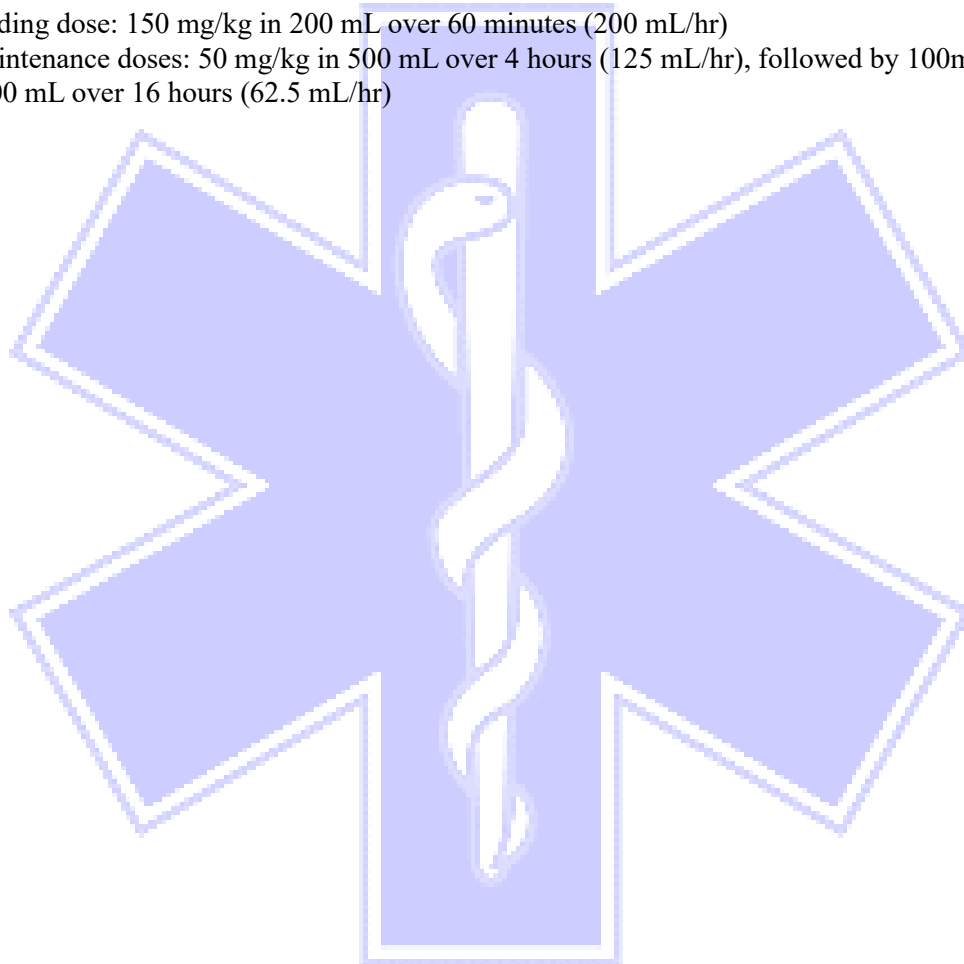 ding dose: 150 mg/kg in 200 mL over 60 minutes (200 mL/hr)
intenance doses: 50 mg/kg in 500 mL over 4 hours (125 mL/hr), followed by 100m
00 mL over 16 hours (62.5 mL/hr)